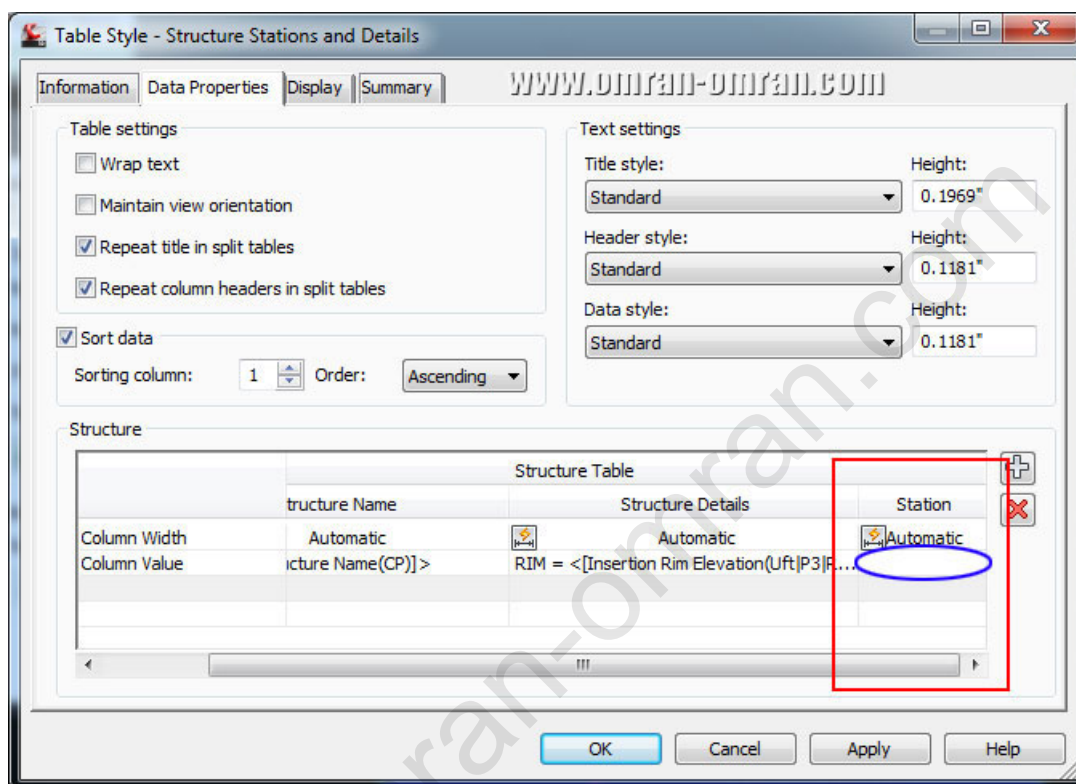 Table Style - Structure Stations and Details
Information Data Properties Display Summary www.omran-omran.com
Table settings
Wrap text
Maintain view orientation
Repeat title in split tables
Repeat column headers in split tables
Text settings
Title style: Height:
Standard 0.1969"
Header style: Height:
Standard 0.1181"
Data style: Height:
Standard 0.1181"
Sort data
Sorting column: 1 Order: Ascending
Structure
Structure Table
tructure Name Structure Details Station
Column Width Automatic Automatic Automatic
Column Value ucture Name(CP)]> RIM = <[Insertion Rim Elevation(Uft|P3|R...
OK Cancel Apply Help
ran-omran.com